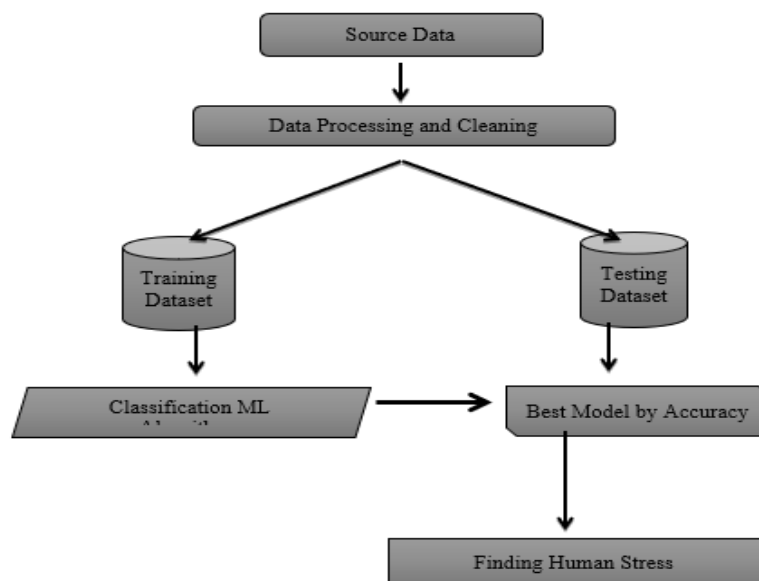 Source Data
Data Processing and Cleaning
Training
Dataset
Testing
Dataset
Classification ML
Best Model by Accuracy
Finding Human Stress